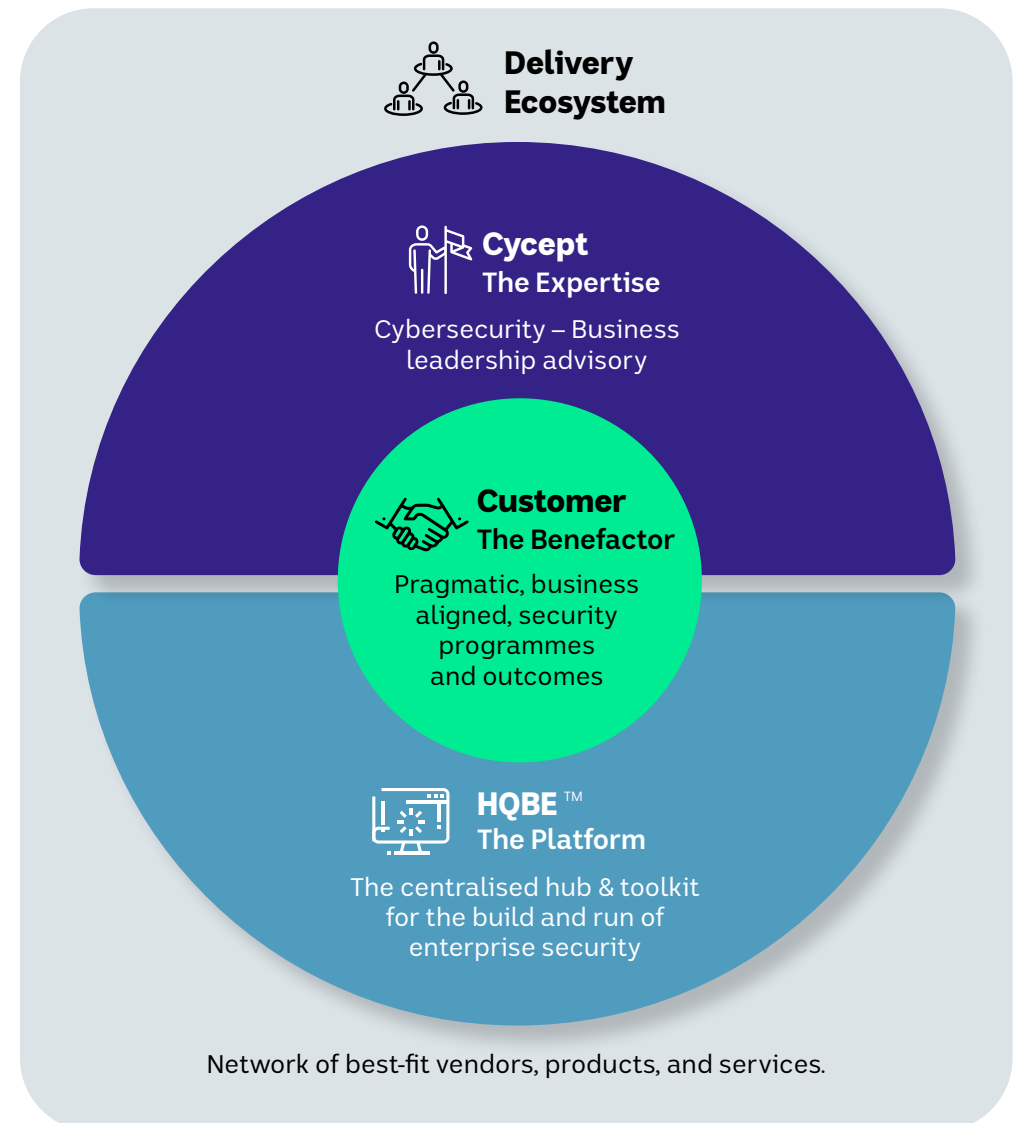 Delivery
Ecosystem
Cycept
The Expertise
Cybersecurity – Business
leadership advisory
Customer
The Benefactor
Pragmatic, business
aligned, security
programmes
and outcomes
HQBE ™
The Platform
The centralised hub & toolkit
for the build and run of
enterprise security
Network of best-fit vendors, products, and services.